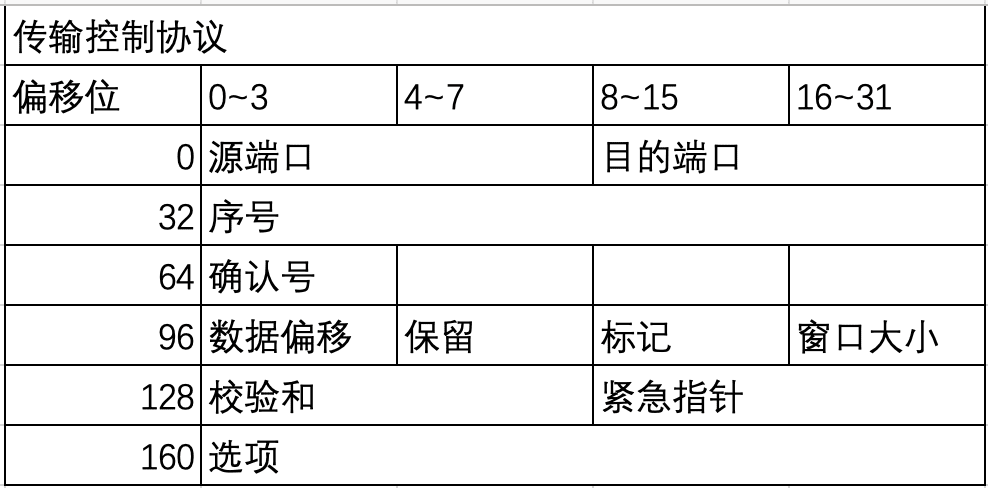 传输控制协议
偏移位 0~3 4~7 8~15 16~31
0 源端口 目的端口
32 序号
64 确认号
96 数据偏移 保留 标记 窗口大小
128 校验和 紧急指针
160 选项